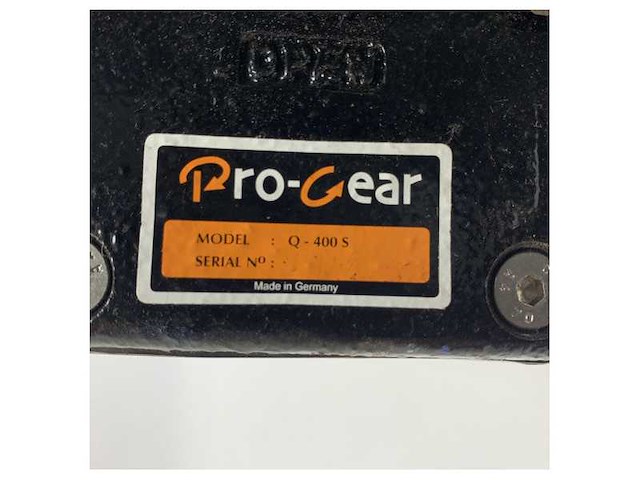 OPEN
Pro-Gear
MODEL : Q - 400 S
SERIAL Nº :
Made in Germany